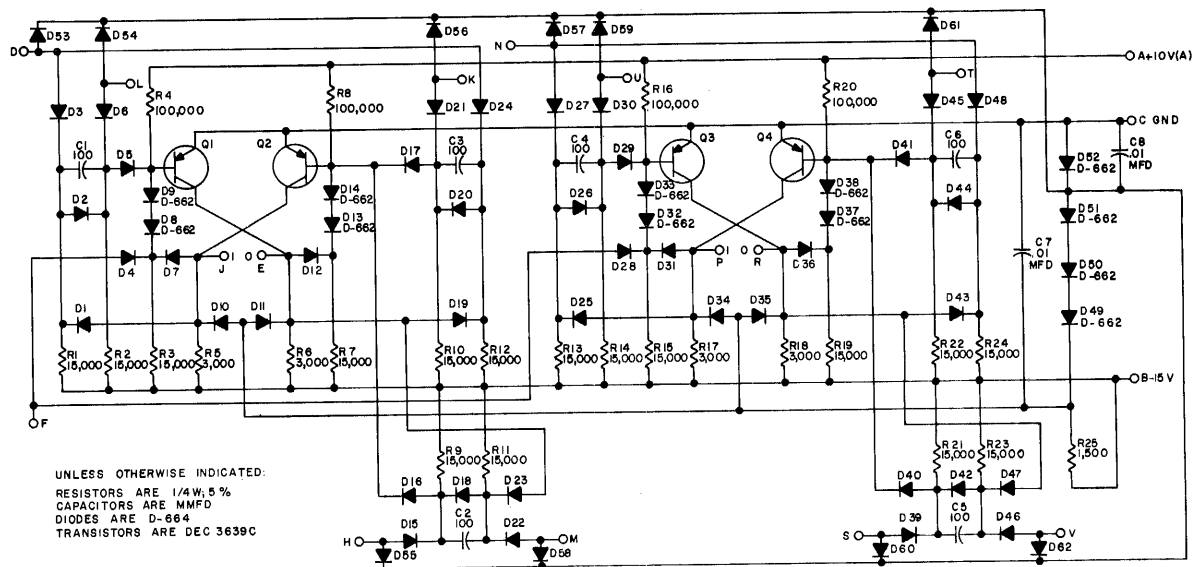 D53 D54 D56 D57 D59 D61
D N
L K U T A+10V(A)
R4 100,000 R8 100,000 R16 100,000 R20 100,000
D3 D6 D21 D24 D27 D30 D45 D48
C GND
C1 100 D5 Q1 Q2 D17 C3 100 C4 100 D29 Q3 Q4 D41 C6 100 D52 D-662 C8 .01 MFD
D2 D9 D-662 D14 D-662 D20 D26 D33 D-662 D38 D-662 D44
D8 D-662 D13 D-662 D32 D-662 D37 D-662 D51 D-662
D4 D7 1 J 0 E D12 D28 D31 1 P 0 R D36 C7 .01 MFD D50 D-662
D1 D10 D11 D19 D25 D34 D35 D43 D49 D-662
R1 15,000 R2 15,000 R3 15,000 R5 3,000 R6 3,000 R7 15,000 R10 15,000 R12 15,000 R13 15,000 R14 15,000 R15 15,000 R17 3,000 R18 3,000 R19 15,000 R22 15,000 R24 15,000
B-15V
F
R9 15,000 R11 15,000 R21 15,000 R23 15,000 R25 1,500
UNLESS OTHERWISE INDICATED:
RESISTORS ARE 1/4W; 5%
CAPACITORS ARE MMFD
DIODES ARE D-664
TRANSISTORS ARE DEC 3639C
D16 D18 D23 D40 D42 D47
H D15 C2 100 D22 M S D39 C5 100 D46 V
D55 D58 D60 D62